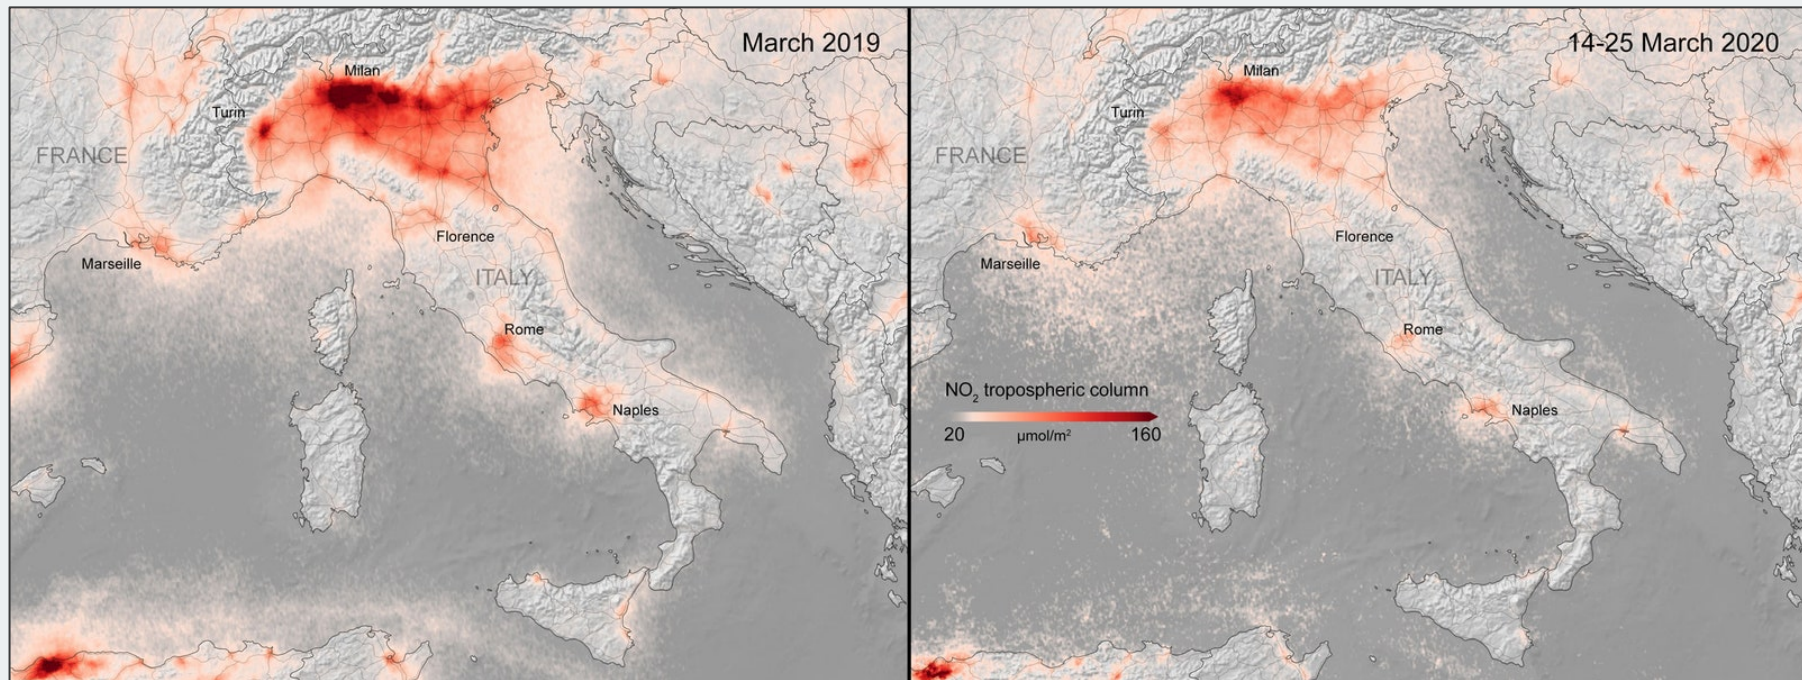 March 2019
Milan
Turin
FRANCE
Florence
Marseille
ITALY
Rome
Naples
14-25 March 2020
Milan
Turin
FRANCE
Florence
Marseille
ITALY
Rome
NO₂ tropospheric column
20 µmol/m² 160
Naples